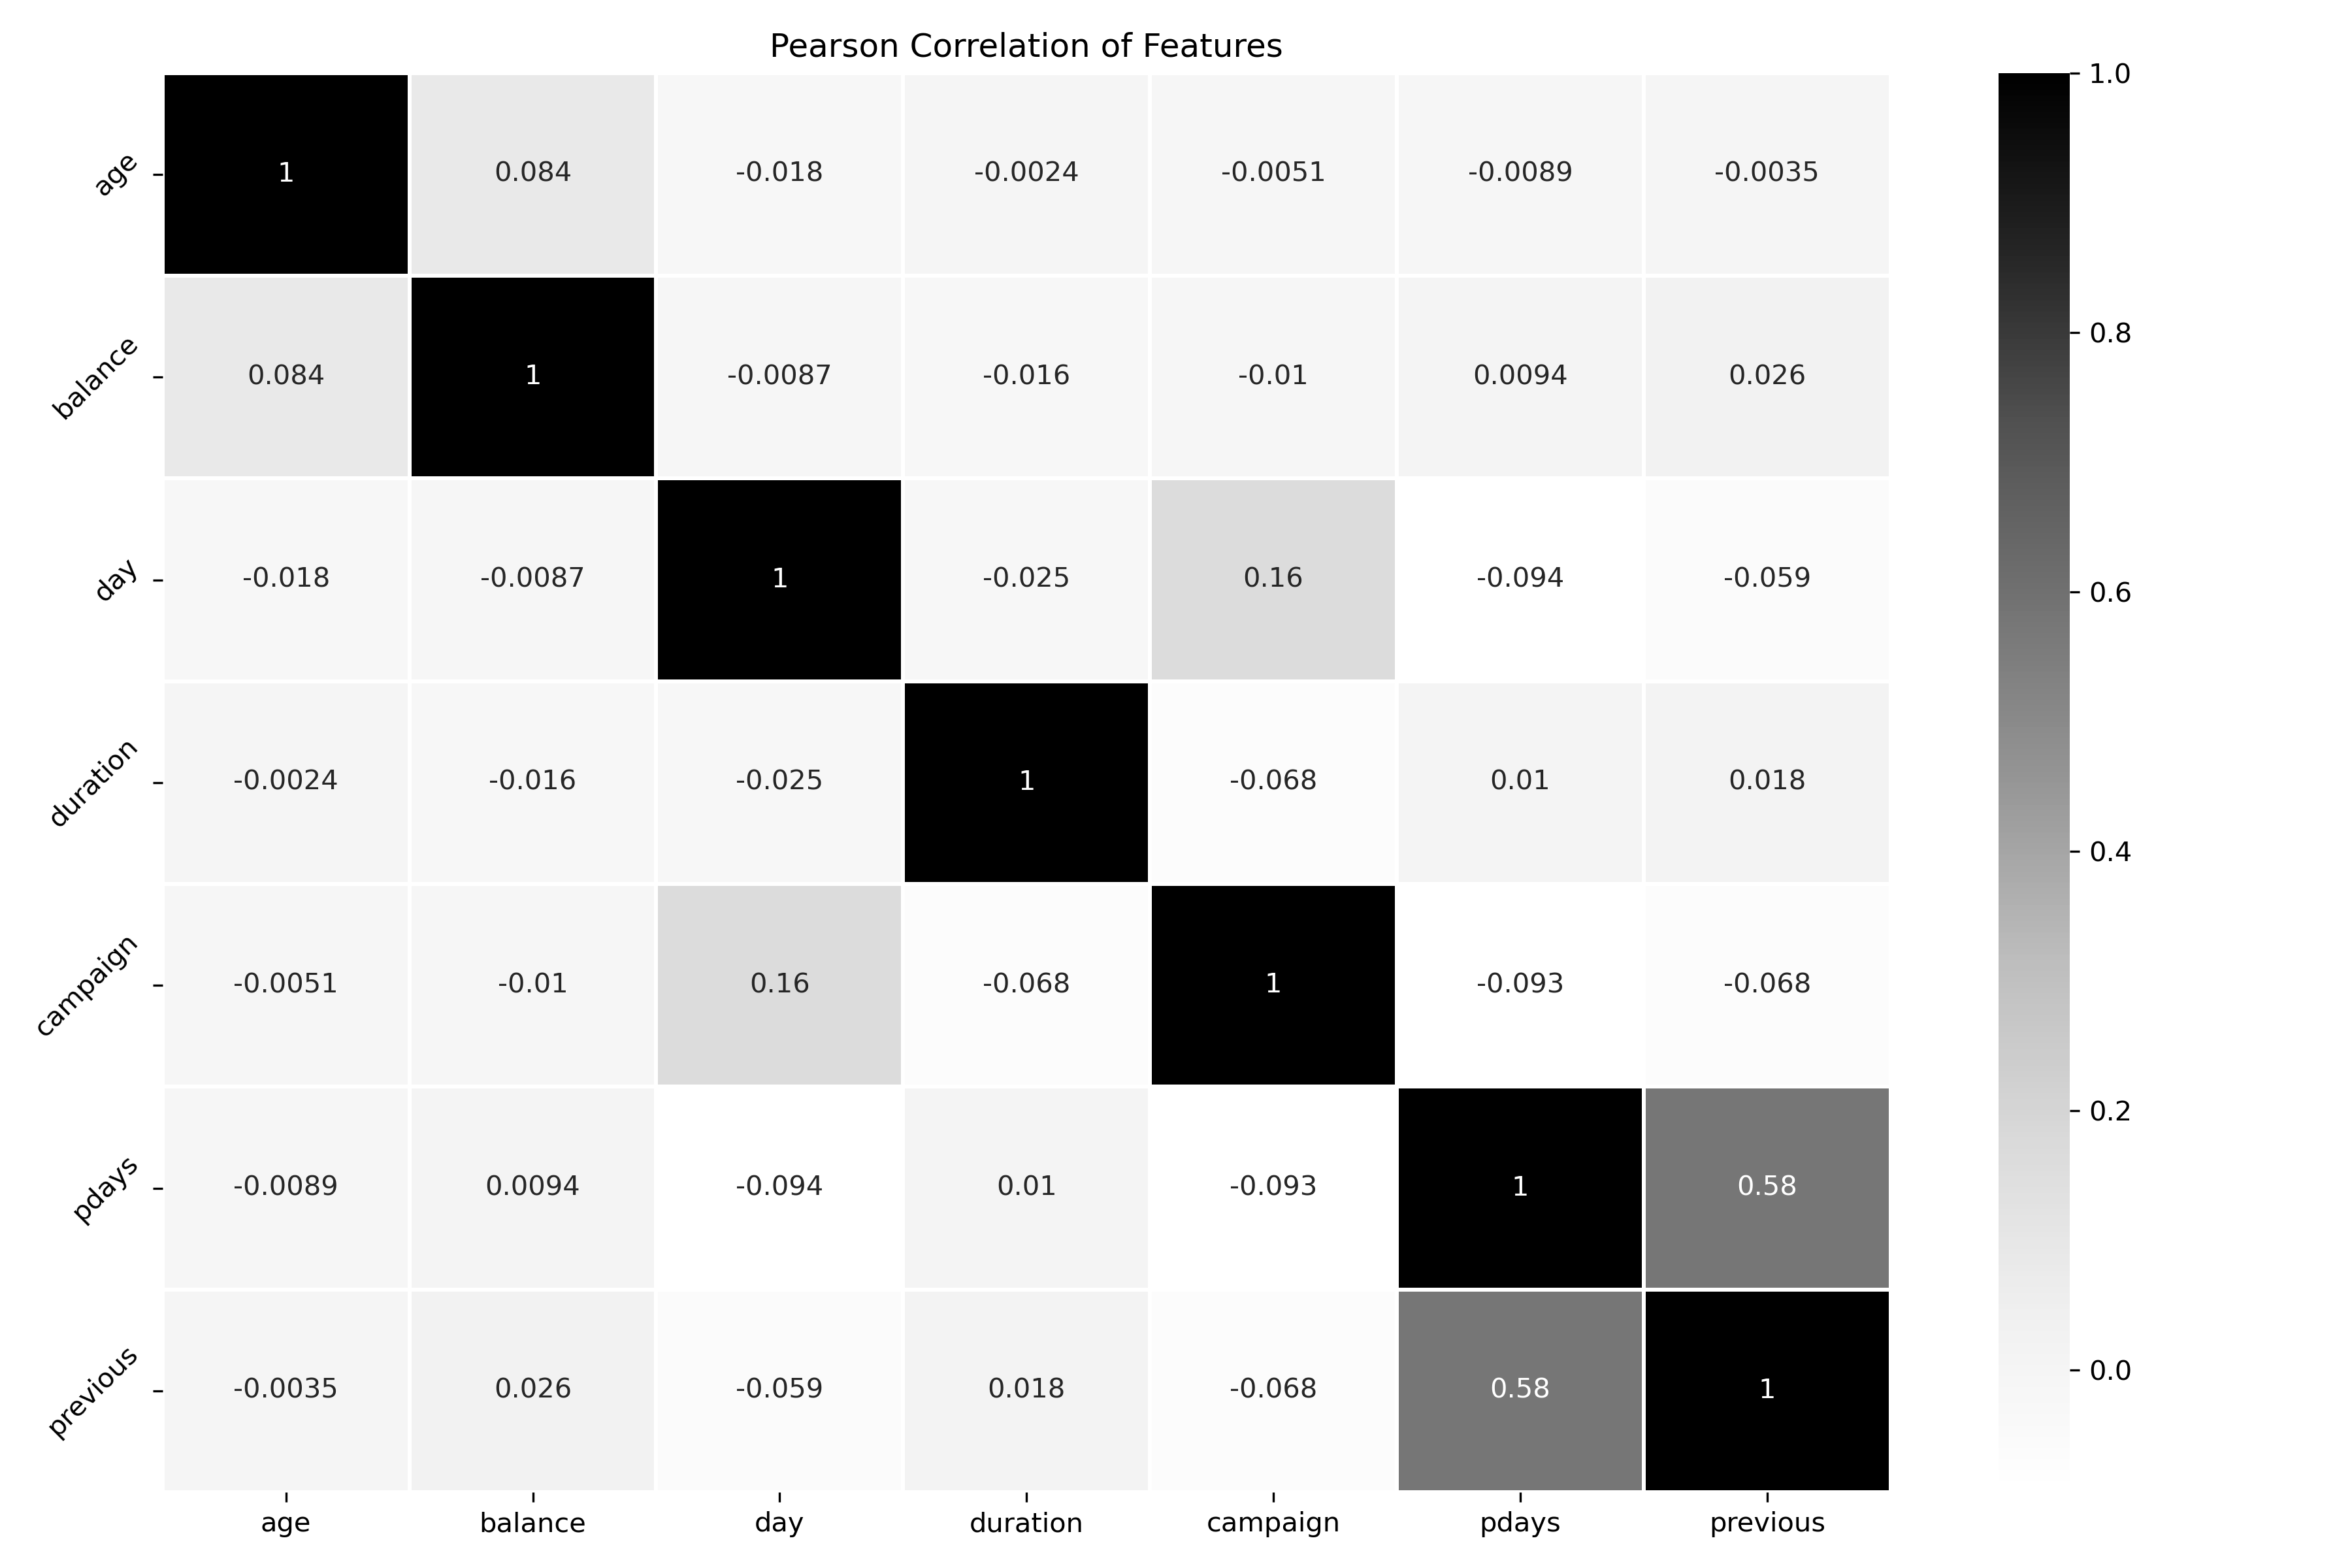 Pearson Correlation of Features
age 1 0.084 -0.018 -0.0024 -0.0051 -0.0089 -0.0035
balance 0.084 1 -0.0087 -0.016 -0.01 0.0094 0.026
day -0.018 -0.0087 1 -0.025 0.16 -0.094 -0.059
duration -0.0024 -0.016 -0.025 1 -0.068 0.01 0.018
campaign -0.0051 -0.01 0.16 -0.068 1 -0.093 -0.068
pdays -0.0089 0.0094 -0.094 0.01 -0.093 1 0.58
previous -0.0035 0.026 -0.059 0.018 -0.068 0.58 1
age balance day duration campaign pdays previous
1.0
0.8
0.6
0.4
0.2
0.0